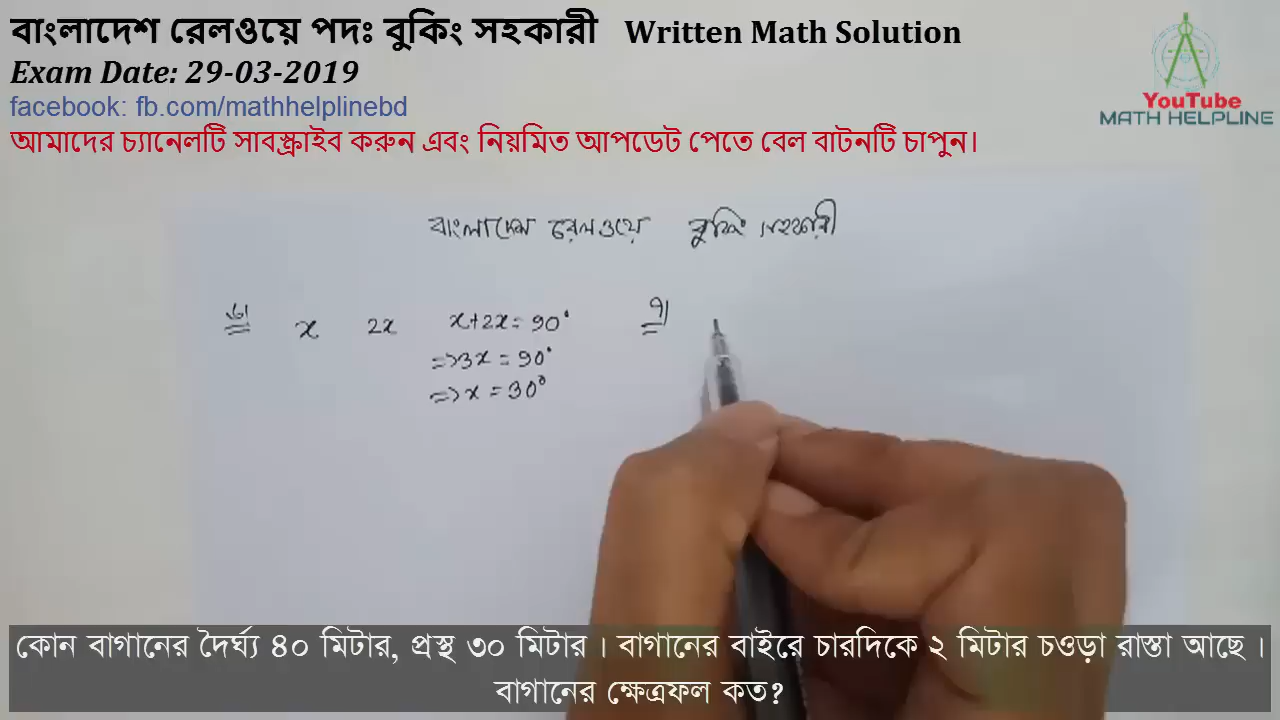 বাংলাদেশ রেলওয়ে পদঃ বুকিং সহকারী Written Math Solution
Exam Date: 29-03-2019
facebook: fb.com/mathhelplinebd
আমাদের চ্যানেলটি সাবস্ক্রাইব করুন এবং নিয়মিত আপডেট পেতে বেল বাটনটি চাপুন।
YouTube
MATH HELPLINE
বাংলাদেশ রেলওয়ে বুকিং সহকারী
৬। x 2x x+2x = 90° ৭।
=> 3x = 90°
=> x = 30°
কোন বাগানের দৈর্ঘ্য ৪০ মিটার, প্রস্থ ৩০ মিটার। বাগানের বাইরে চারদিকে ২ মিটার চওড়া রাস্তা আছে।
বাগানের ক্ষেত্রফল কত?